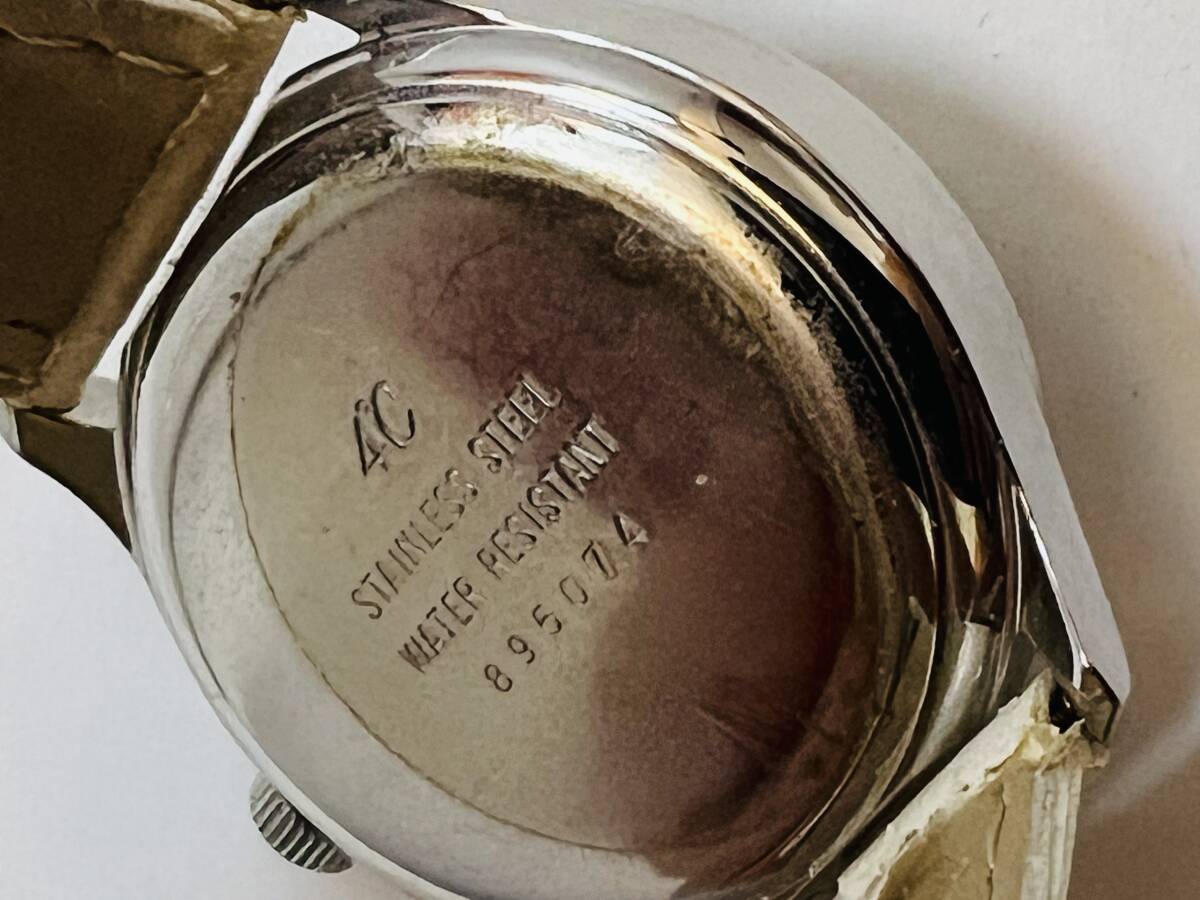 4C
STAINLESS STEEL
WATER RESISTANT
895074